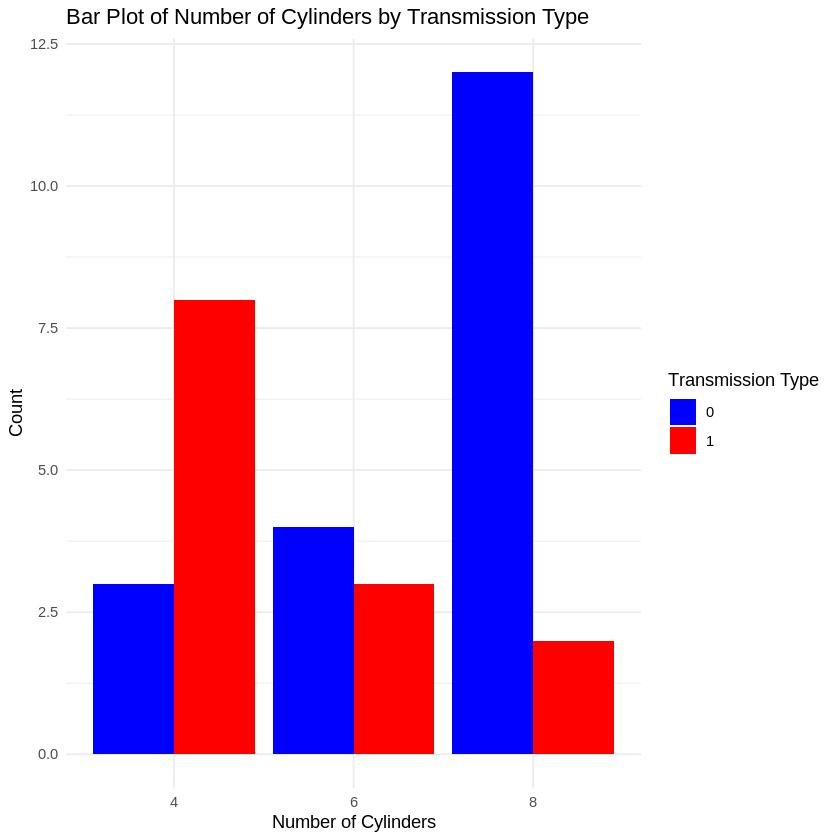 Bar Plot of Number of Cylinders by Transmission Type
12.5
10.0
7.5
5.0
2.5
0.0
Count
4 6 8
Number of Cylinders
Transmission Type
0
1